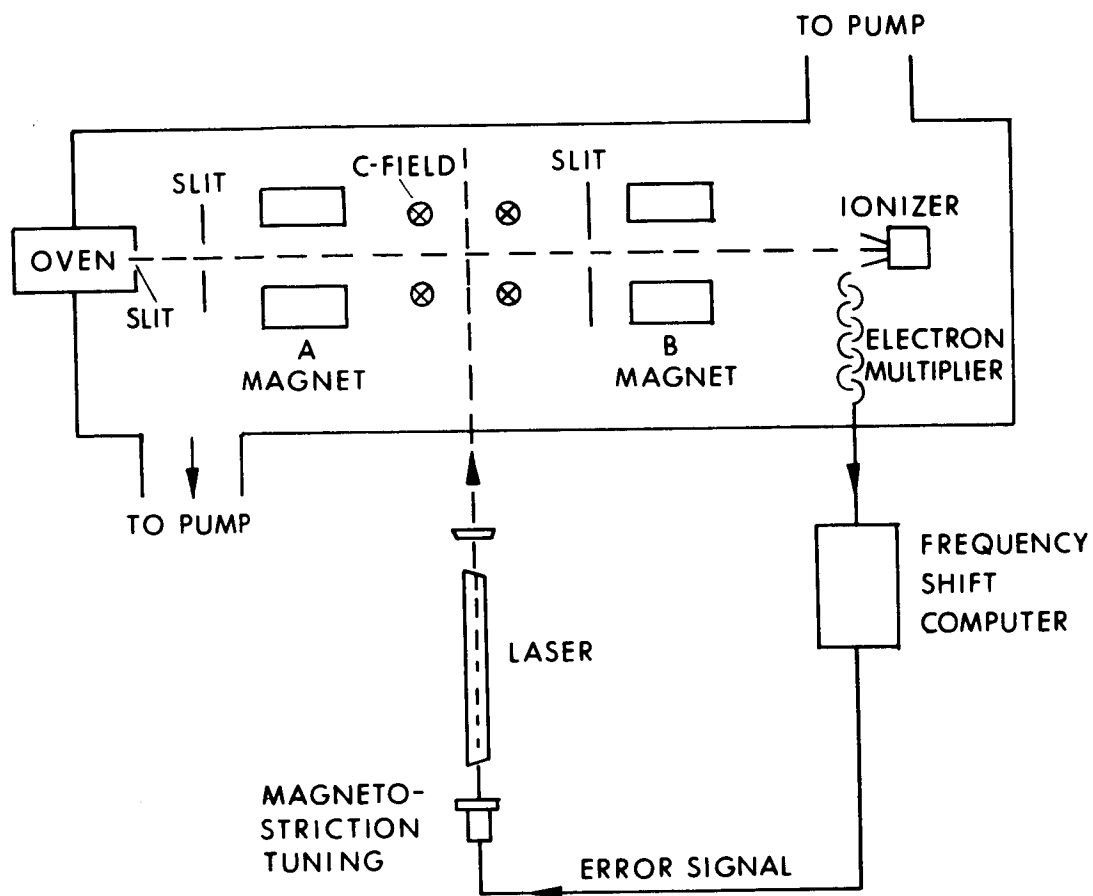 TO PUMP
C-FIELD
SLIT
SLIT
IONIZER
OVEN
SLIT
A
MAGNET
B
MAGNET
ELECTRON
MULTIPLIER
TO PUMP
FREQUENCY
SHIFT
COMPUTER
LASER
MAGNETO-
STRICTION
TUNING
ERROR SIGNAL